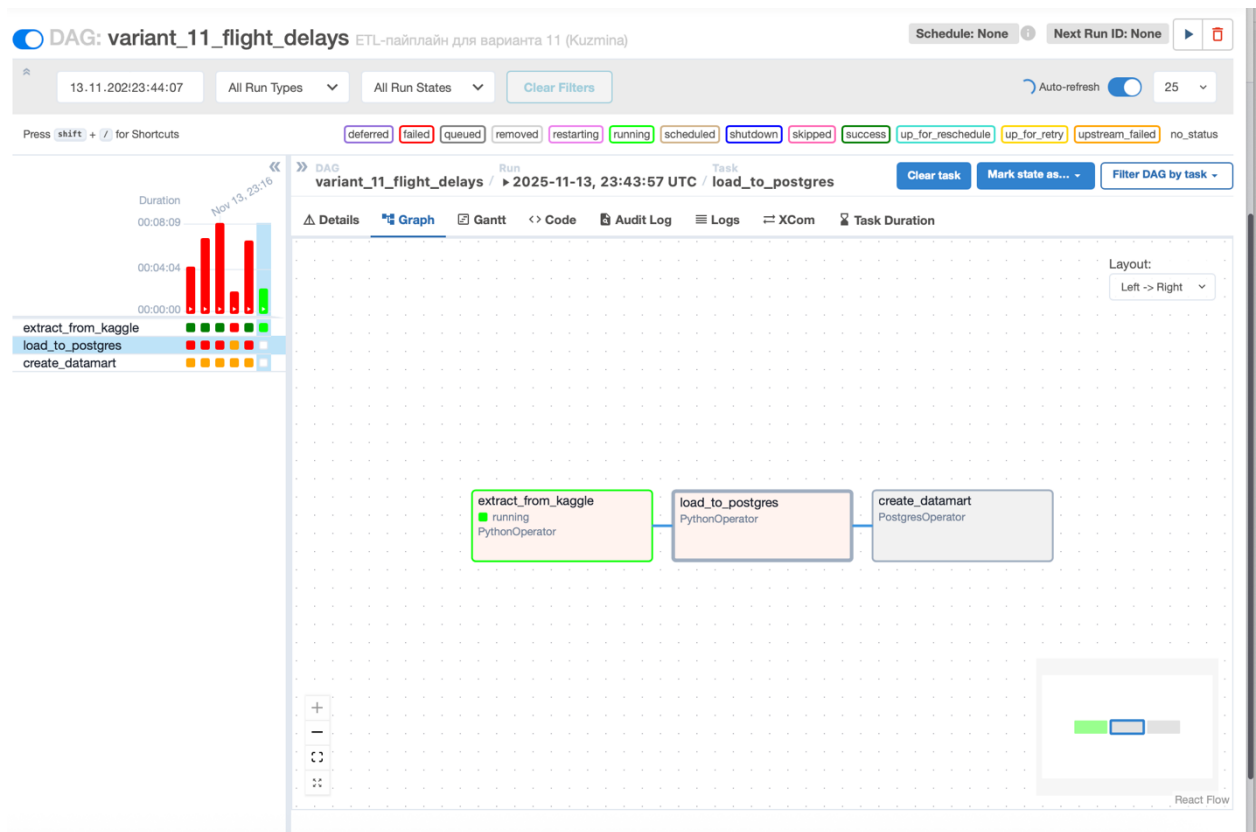 DAG: variant_11_flight_delays ETL-пайплайн для варианта 11 (Kuzmina)
Schedule: None
Next Run ID: None
13.11.202523:44:07
All Run Types
All Run States
Clear Filters
Auto-refresh
25
Press shift + / for Shortcuts
deferred failed queued removed restarting running scheduled shutdown skipped success up_for_reschedule up_for_retry upstream_failed no_status
Duration
Nov 13, 23:16
00:08:09
00:04:04
00:00:00
extract_from_kaggle
load_to_postgres
create_datamart
DAG
variant_11_flight_delays /
Run
2025-11-13, 23:43:57 UTC /
Task
load_to_postgres
Clear task
Mark state as...
Filter DAG by task
Details Graph Gantt <> Code Audit Log Logs XCom Task Duration
Layout:
Left -> Right
extract_from_kaggle
running
PythonOperator
load_to_postgres
PythonOperator
create_datamart
PostgresOperator
React Flow